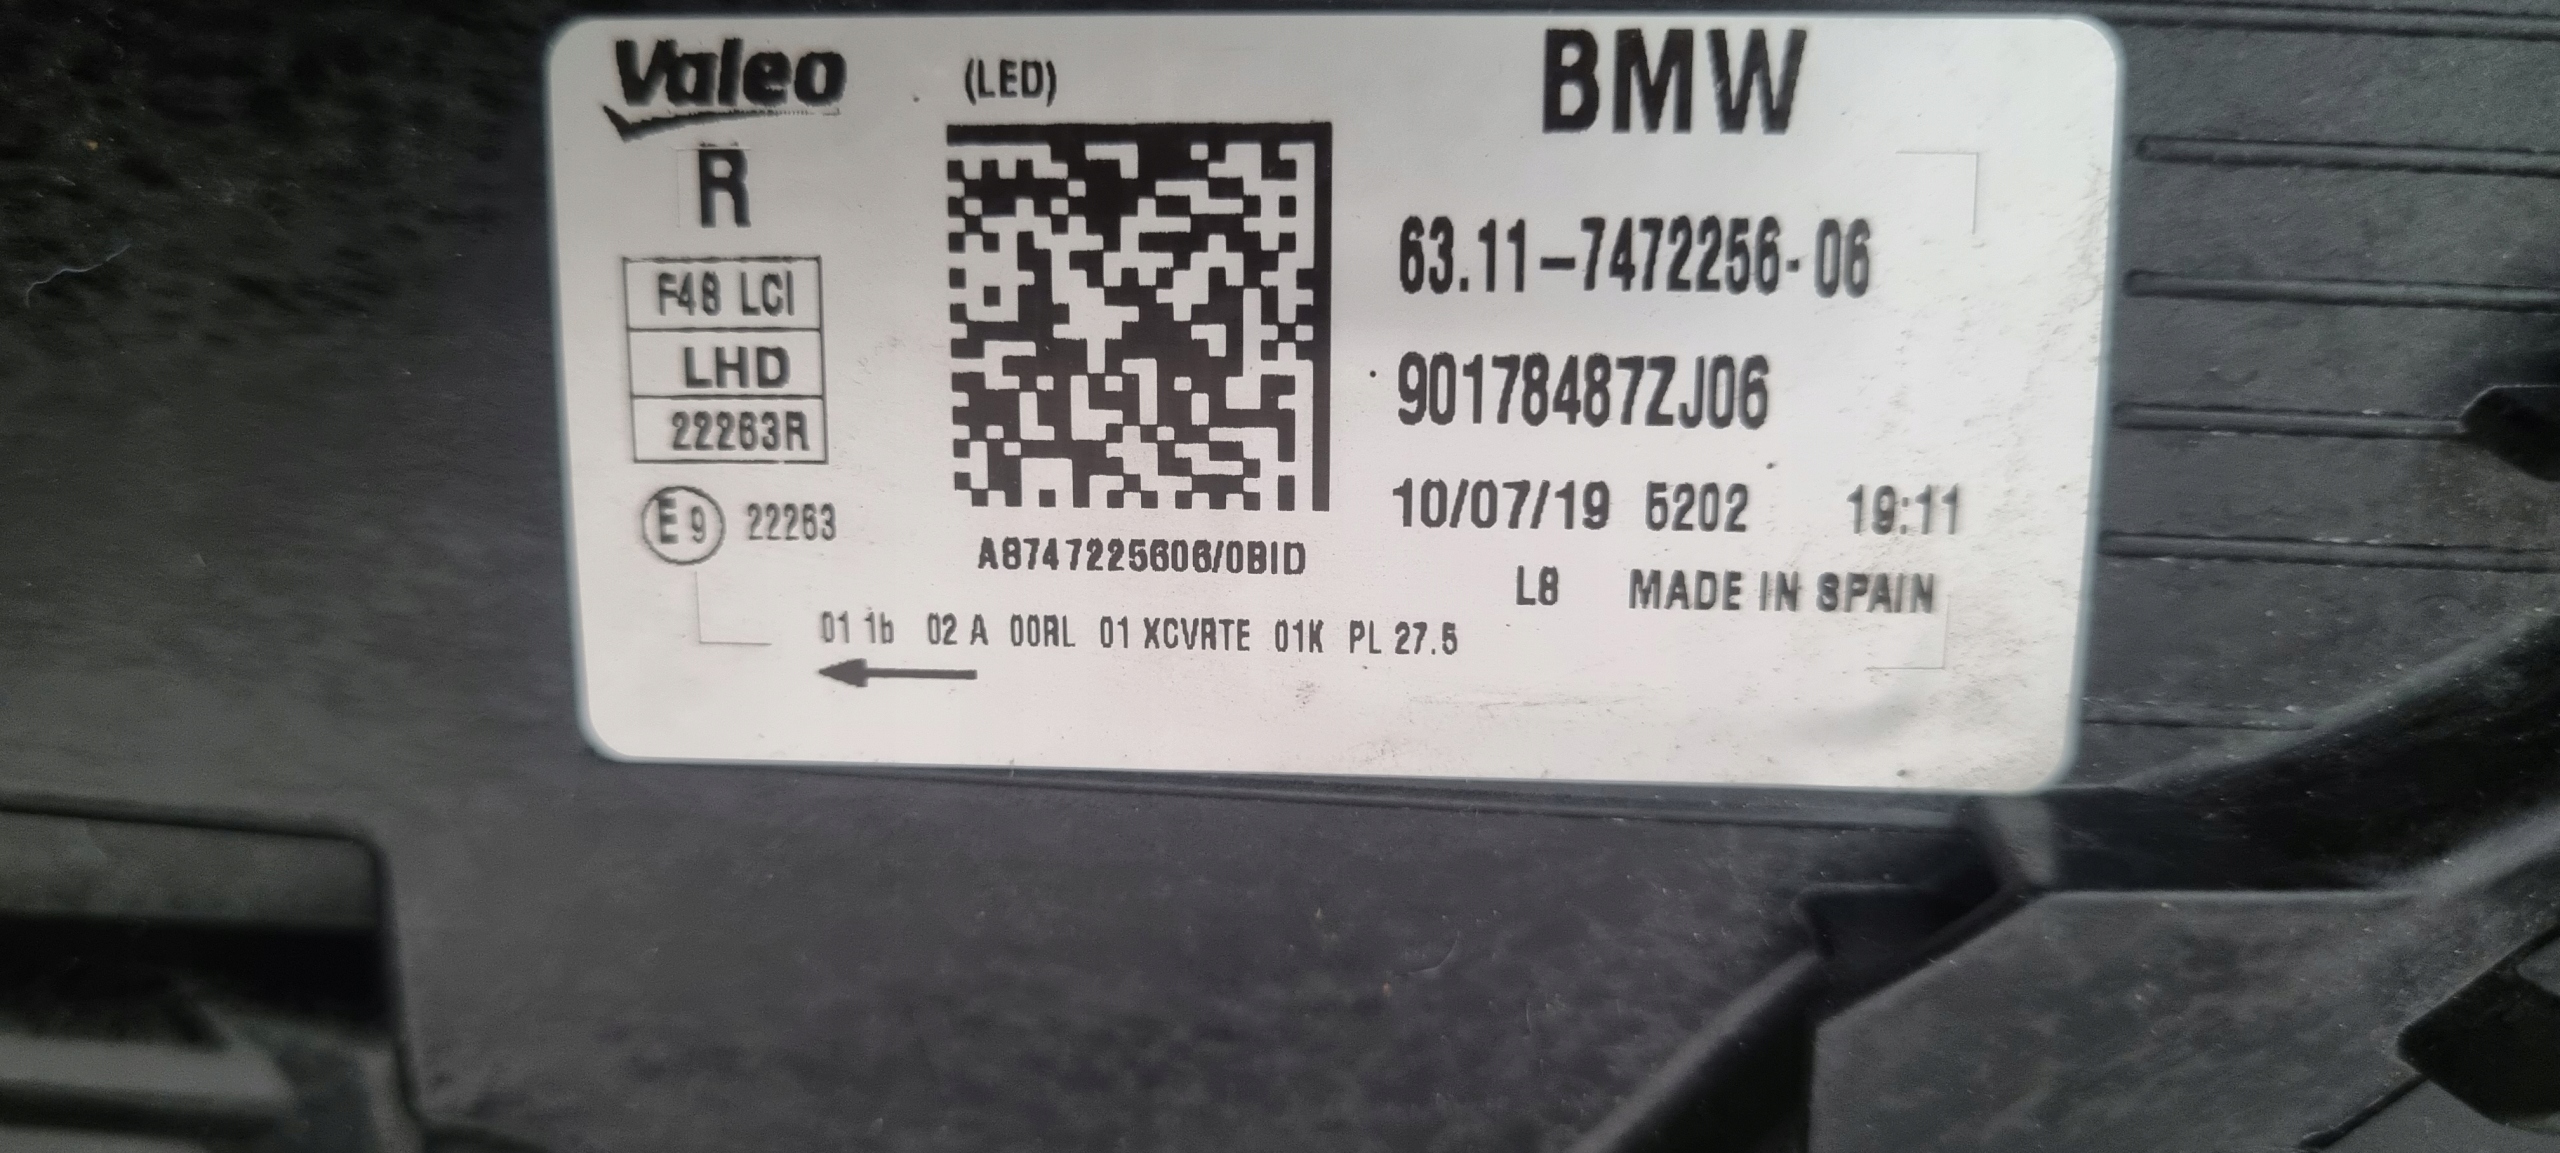 Valeo (LED) BMW
R
F48 LCI
LHD
22263R
E9 22263
A8747225606/0BID
63.11-7472256-06
90178487ZJ06
10/07/19 5202 19:11
L8 MADE IN SPAIN
01 1b 02 A 00RL 01 XCVRTE 01K PL 27.5